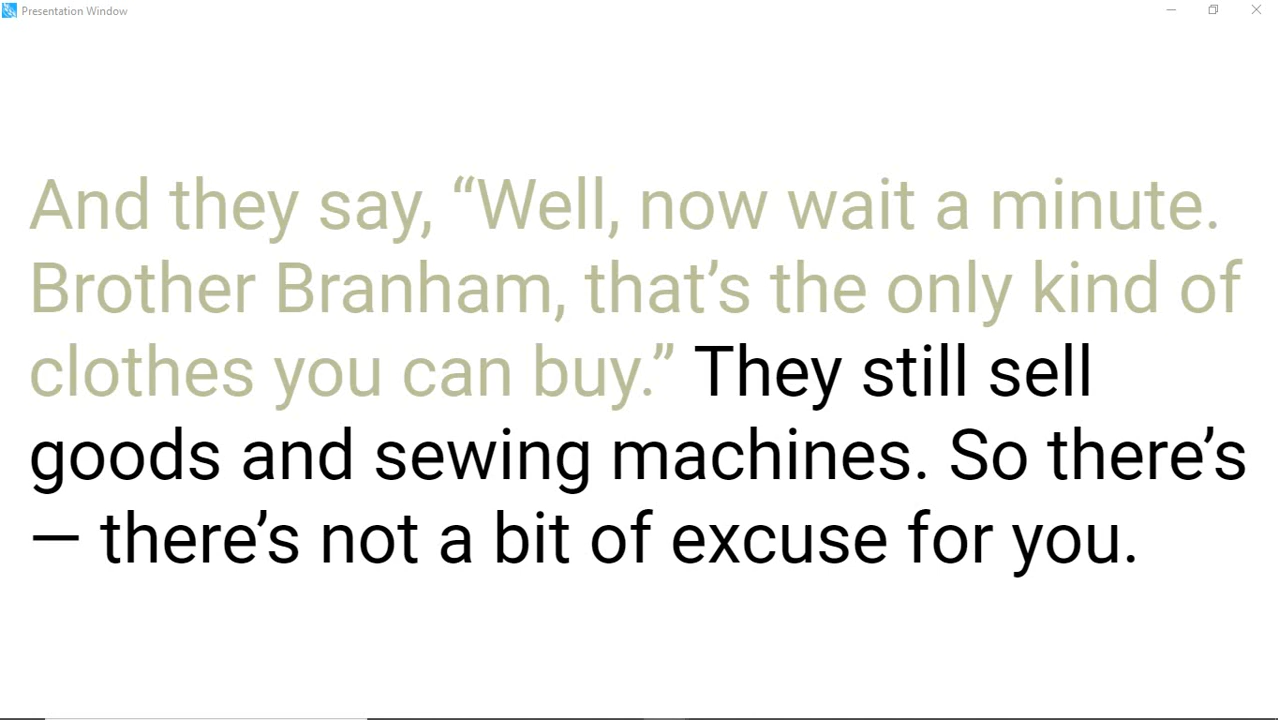 Presentation Window
And they say, “Well, now wait a minute.
Brother Branham, that’s the only kind of
clothes you can buy.” They still sell
goods and sewing machines. So there’s
— there’s not a bit of excuse for you.